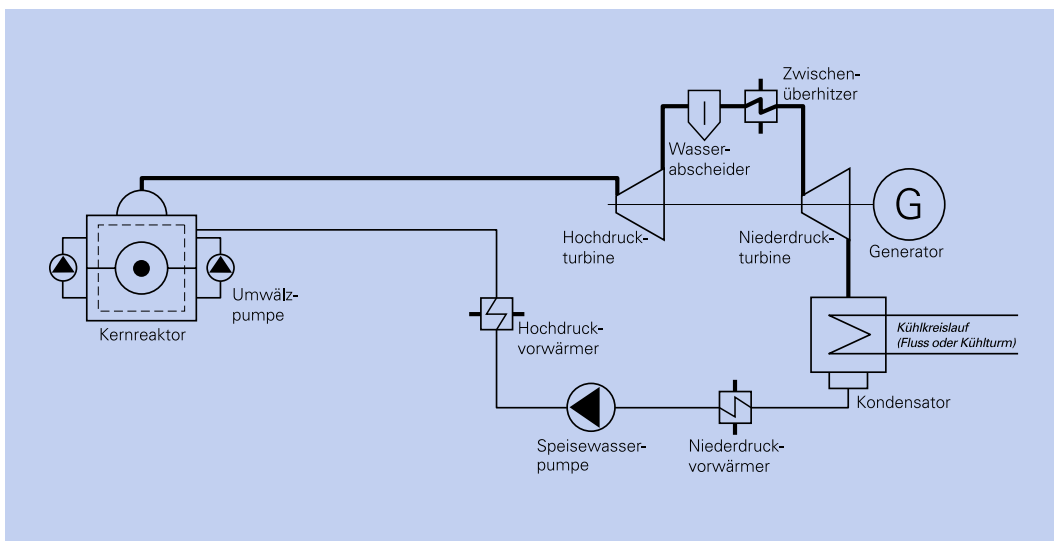 Zwischen-
überhitzer
Wasser-
abscheider
G
Hochdruck-
turbine
Niederdruck-
turbine
Generator
Umwälz-
pumpe
Kernreaktor
Hochdruck-
vorwärmer
Kühlkreislauf
(Fluss oder Kühlturm)
Kondensator
Speisewasser-
pumpe
Niederdruck-
vorwärmer